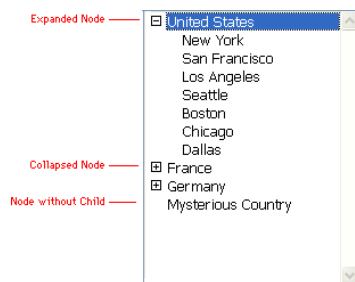 Expanded Node
United States
New York
San Francisco
Los Angeles
Seattle
Boston
Chicago
Dallas
Collapsed Node
France
Germany
Node without Child
Mysterious Country